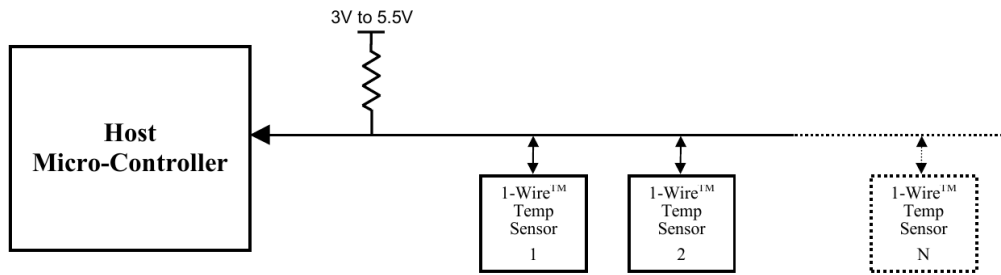 3V to 5.5V
Host
Micro-Controller
1-Wire™
Temp
Sensor
1
1-Wire™
Temp
Sensor
2
1-Wire™
Temp
Sensor
N